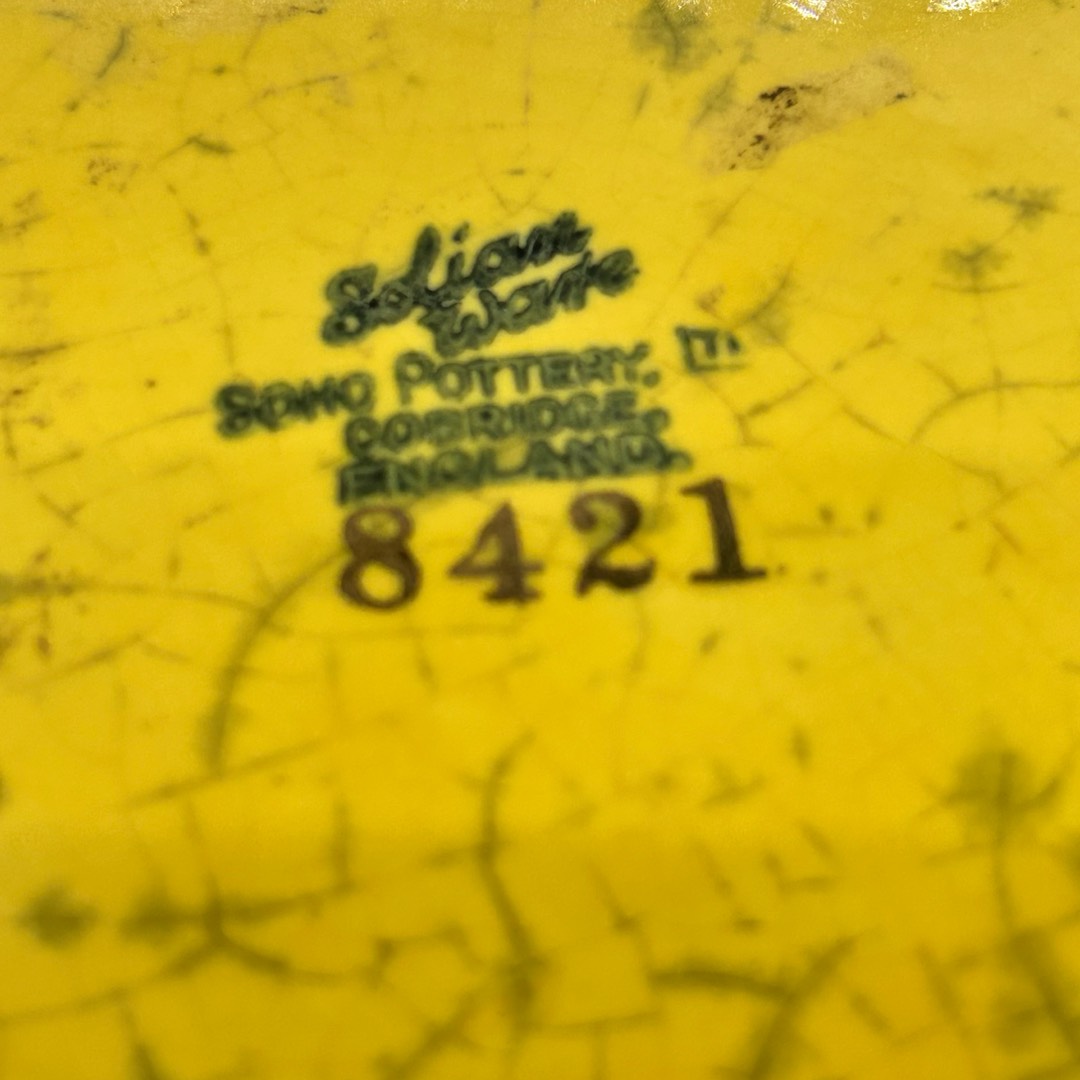 Solian
Ware
SOHO POTTERY. LTD
COBRIDGE.
ENGLAND.
8421